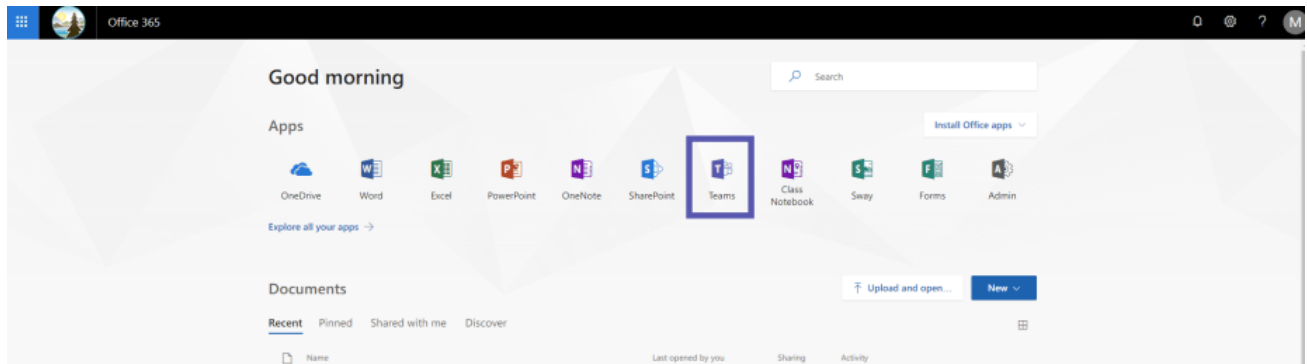 Office 365
?
M
Good morning
Search
Apps
Install Office apps
OneDrive
Word
Excel
PowerPoint
OneNote
SharePoint
Teams
Class
Notebook
Sway
Forms
Admin
Explore all your apps →
Documents
Upload and open...
New
Recent Pinned Shared with me Discover
Name Last opened by you Sharing Activity